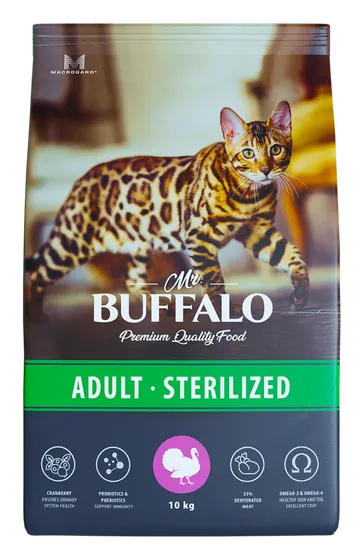 MACROGARD®
Mr.
BUFFALO
Premium Quality Food
ADULT · STERILIZED
CRANBERRY
ENSURES URINARY
SYSTEM HEALTH
PROBIOTICS &
PREBIOTICS
SUPPORT IMMUNITY
10 kg
33%
DEHYDRATED
MEAT
Ω
OMEGA-3 & OMEGA-6
HEALTHY SKIN AND THE
EXCELLENT COAT